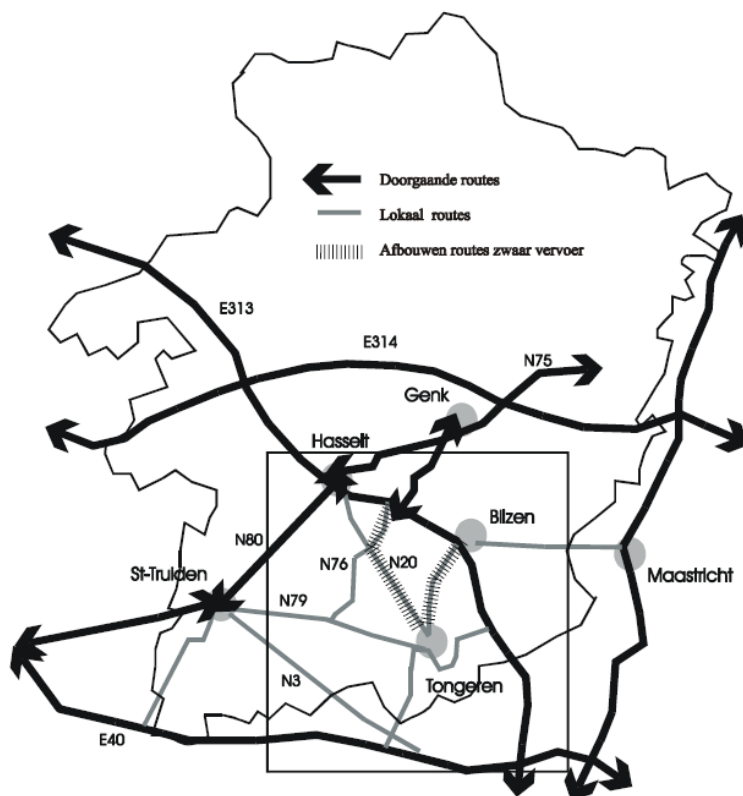 Doorgaande routes
Lokaal routes
Afbouwen routes zwaar vervoer
E313
E314
N75
Genk
Hasselt
N80
Bilzen
St-Truiden
N76
N20
Maastricht
N79
Tongeren
N3
E40